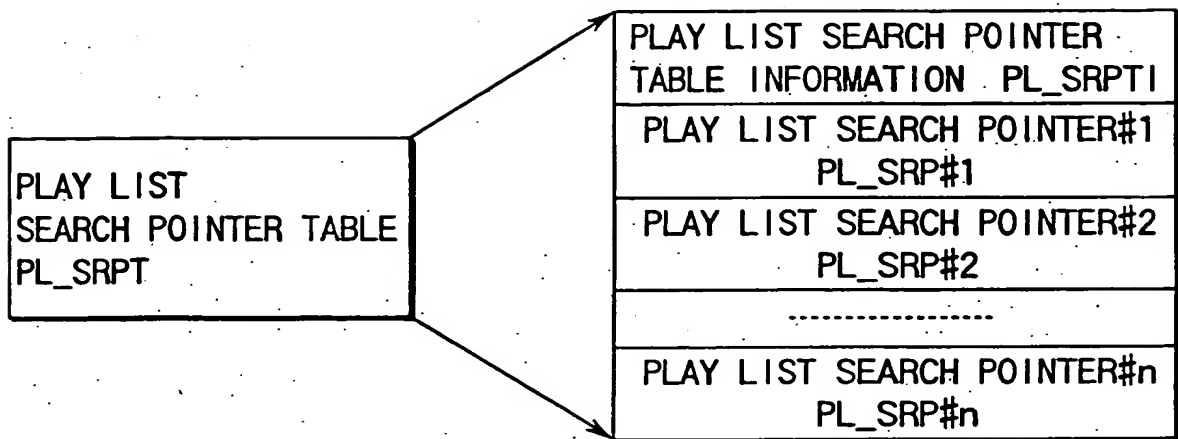 PLAY LIST
SEARCH POINTER TABLE
PL_SRPT
PLAY LIST SEARCH POINTER
TABLE INFORMATION PL_SRPTI
PLAY LIST SEARCH POINTER#1
PL_SRP#1
PLAY LIST SEARCH POINTER#2
PL_SRP#2
------------------
PLAY LIST SEARCH POINTER#n
PL_SRP#n